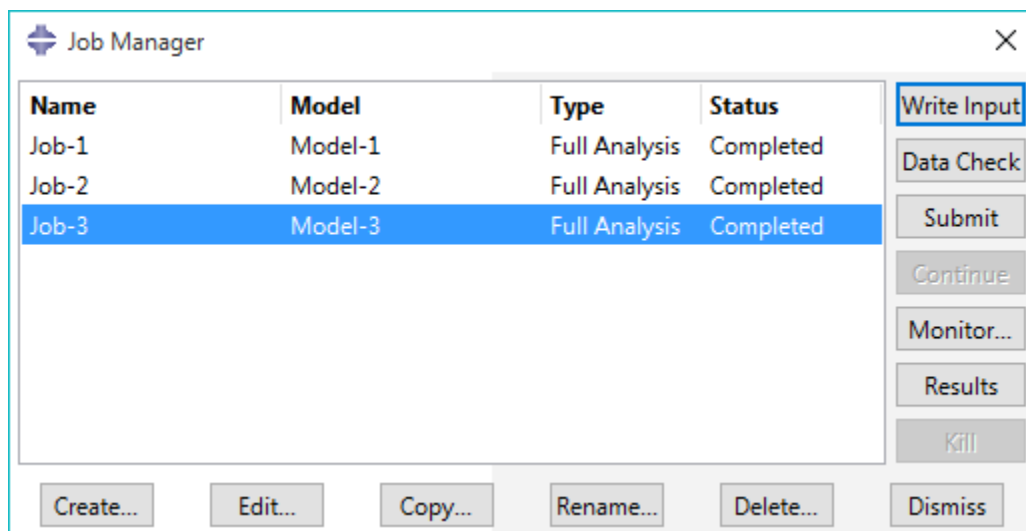 Job Manager
Name Model Type Status
Job-1 Model-1 Full Analysis Completed
Job-2 Model-2 Full Analysis Completed
Job-3 Model-3 Full Analysis Completed
Write Input
Data Check
Submit
Continue
Monitor...
Results
Kill
Create... Edit... Copy... Rename... Delete... Dismiss